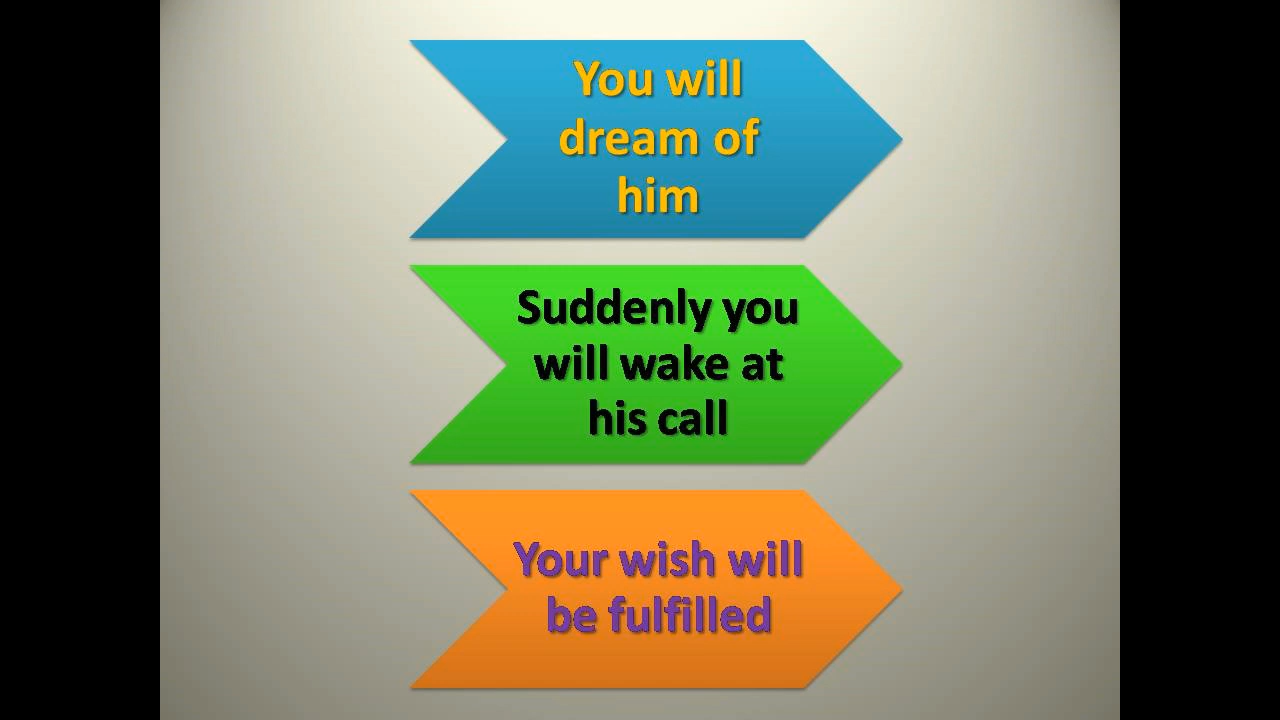 You will
dream of
him
Suddenly you
will wake at
his call
Your wish will
be fulfilled